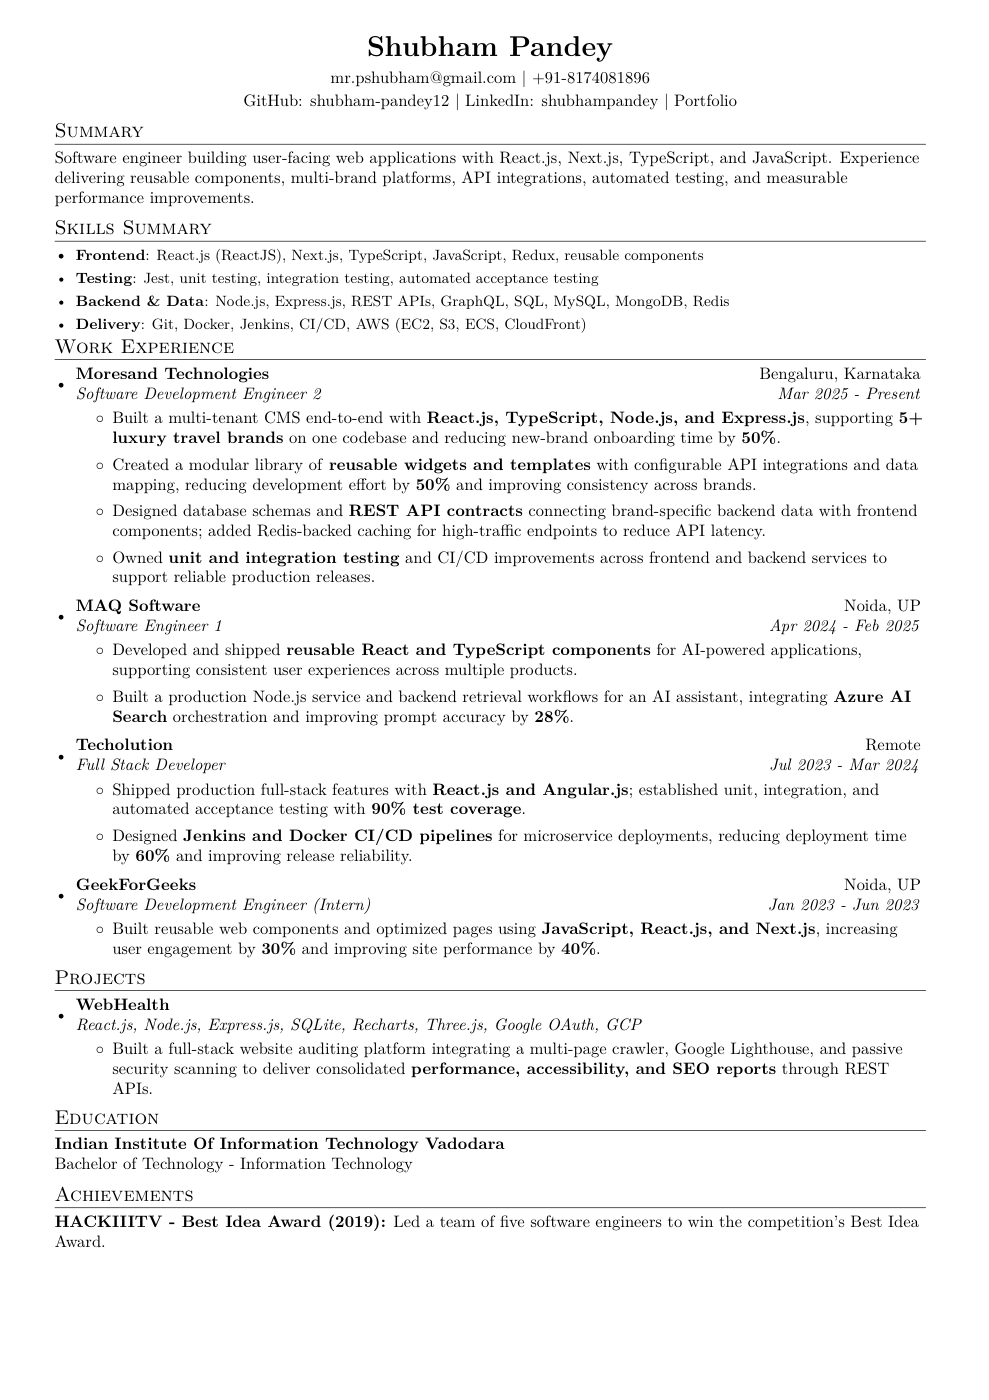 Shubham Pandey
mr.pshubham@gmail.com | +91-8174081896
GitHub: shubham-pandey12 | LinkedIn: shubhampandey | Portfolio
Summary
Software engineer building user-facing web applications with React.js, Next.js, TypeScript, and JavaScript. Experience
delivering reusable components, multi-brand platforms, API integrations, automated testing, and measurable
performance improvements.
Skills Summary
• Frontend: React.js (ReactJS), Next.js, TypeScript, JavaScript, Redux, reusable components
• Testing: Jest, unit testing, integration testing, automated acceptance testing
• Backend & Data: Node.js, Express.js, REST APIs, GraphQL, SQL, MySQL, MongoDB, Redis
• Delivery: Git, Docker, Jenkins, CI/CD, AWS (EC2, S3, ECS, CloudFront)
Work Experience
• Moresand Technologies Bengaluru, Karnataka
Software Development Engineer 2 Mar 2025 - Present
◦ Built a multi-tenant CMS end-to-end with React.js, TypeScript, Node.js, and Express.js, supporting 5+
luxury travel brands on one codebase and reducing new-brand onboarding time by 50%.
◦ Created a modular library of reusable widgets and templates with configurable API integrations and data
mapping, reducing development effort by 50% and improving consistency across brands.
◦ Designed database schemas and REST API contracts connecting brand-specific backend data with frontend
components; added Redis-backed caching for high-traffic endpoints to reduce API latency.
◦ Owned unit and integration testing and CI/CD improvements across frontend and backend services to
support reliable production releases.
• MAQ Software Noida, UP
Software Engineer 1 Apr 2024 - Feb 2025
◦ Developed and shipped reusable React and TypeScript components for AI-powered applications,
supporting consistent user experiences across multiple products.
◦ Built a production Node.js service and backend retrieval workflows for an AI assistant, integrating Azure AI
Search orchestration and improving prompt accuracy by 28%.
• Techolution Remote
Full Stack Developer Jul 2023 - Mar 2024
◦ Shipped production full-stack features with React.js and Angular.js; established unit, integration, and
automated acceptance testing with 90% test coverage.
◦ Designed Jenkins and Docker CI/CD pipelines for microservice deployments, reducing deployment time
by 60% and improving release reliability.
• GeekForGeeks Noida, UP
Software Development Engineer (Intern) Jan 2023 - Jun 2023
◦ Built reusable web components and optimized pages using JavaScript, React.js, and Next.js, increasing
user engagement by 30% and improving site performance by 40%.
Projects
• WebHealth
React.js, Node.js, Express.js, SQLite, Recharts, Three.js, Google OAuth, GCP
◦ Built a full-stack website auditing platform integrating a multi-page crawler, Google Lighthouse, and passive
security scanning to deliver consolidated performance, accessibility, and SEO reports through REST
APIs.
Education
Indian Institute Of Information Technology Vadodara
Bachelor of Technology - Information Technology
Achievements
HACKIIITV - Best Idea Award (2019): Led a team of five software engineers to win the competition's Best Idea
Award.